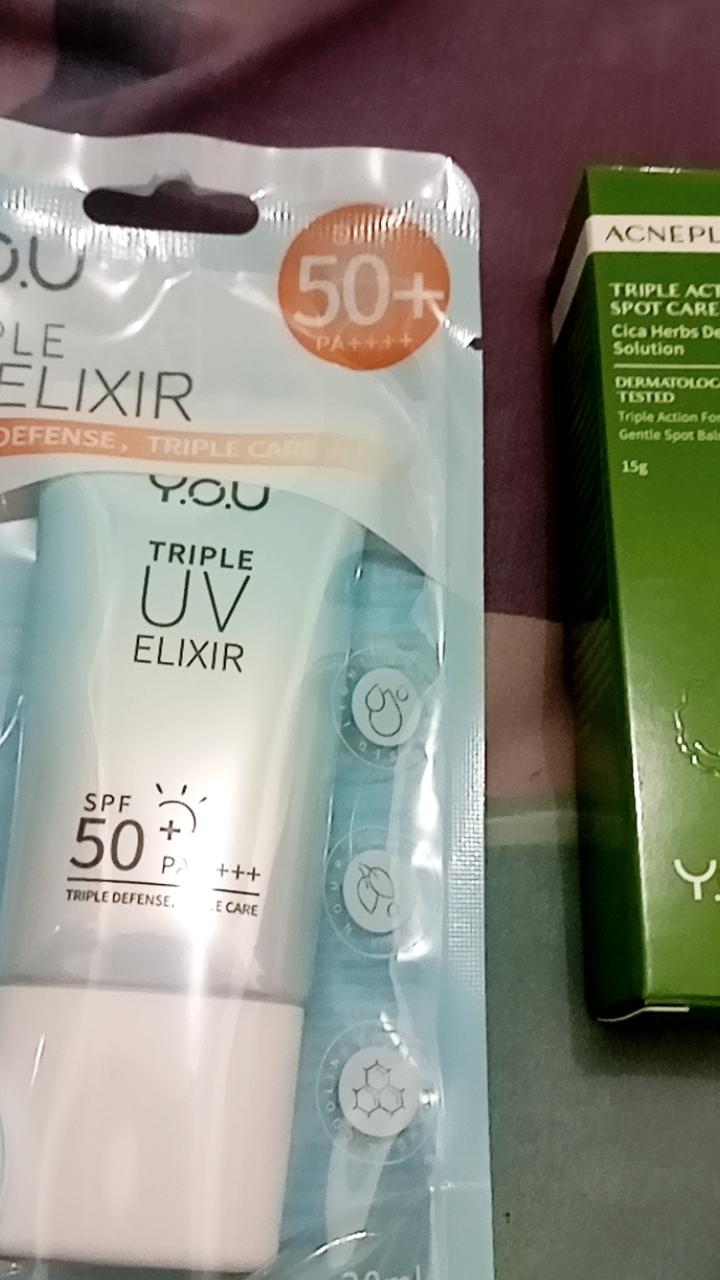 50+
PA++++
ELIXIR
DEFENSE, TRIPLE CARE
Y.O.U
TRIPLE
UV
ELIXIR
SPF
50+
TRIPLE DEFENSE, CARE
ACNEPL
TRIPLE ACT
SPOT CARE
Cica Herbs De
Solution
DERMATOLOG
TESTED
Triple Action For
Gentle Spot Bal
15g
Y.